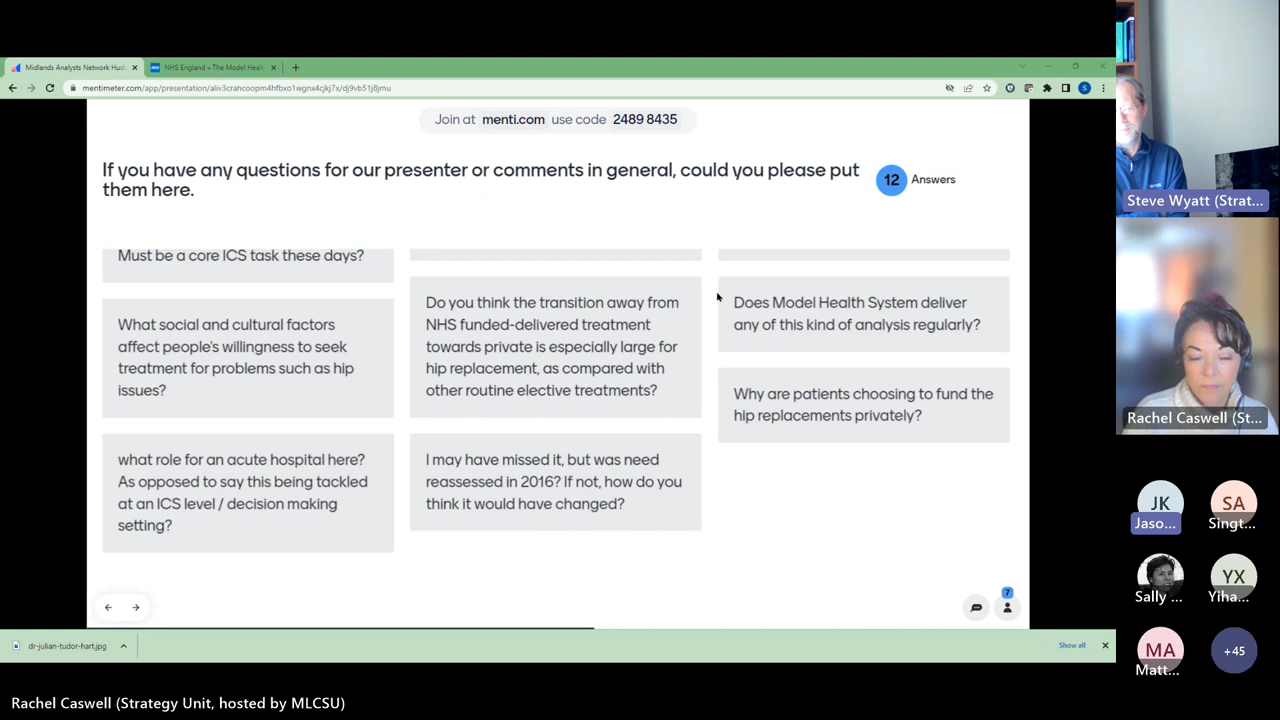 Midlands Analysts Network Hud
NHS England » The Model Healt
mentimeter.com/app/presentation/aliv3crahcoopm4hfbxo1wgnx4cjkj7x/dj9vb51j8jmu
S
Join at menti.com use code 2489 8435
If you have any questions for our presenter or comments in general, could you please put
them here.
12 Answers
Must be a core ICS task these days?
What social and cultural factors
affect people's willingness to seek
treatment for problems such as hip
issues?
what role for an acute hospital here?
As opposed to say this being tackled
at an ICS level / decision making
setting?
Do you think the transition away from
NHS funded-delivered treatment
towards private is especially large for
hip replacement, as compared with
other routine elective treatments?
I may have missed it, but was need
reassessed in 2016? If not, how do you
think it would have changed?
Does Model Health System deliver
any of this kind of analysis regularly?
Why are patients choosing to fund the
hip replacements privately?
7
dr-julian-tudor-hart.jpg
Show all
Steve Wyatt (Strat...
Rachel Caswell (St...
JK
Jaso...
SA
Singt...
Sally ...
YX
Yiha...
MA
Matt...
+45
Rachel Caswell (Strategy Unit, hosted by MLCSU)